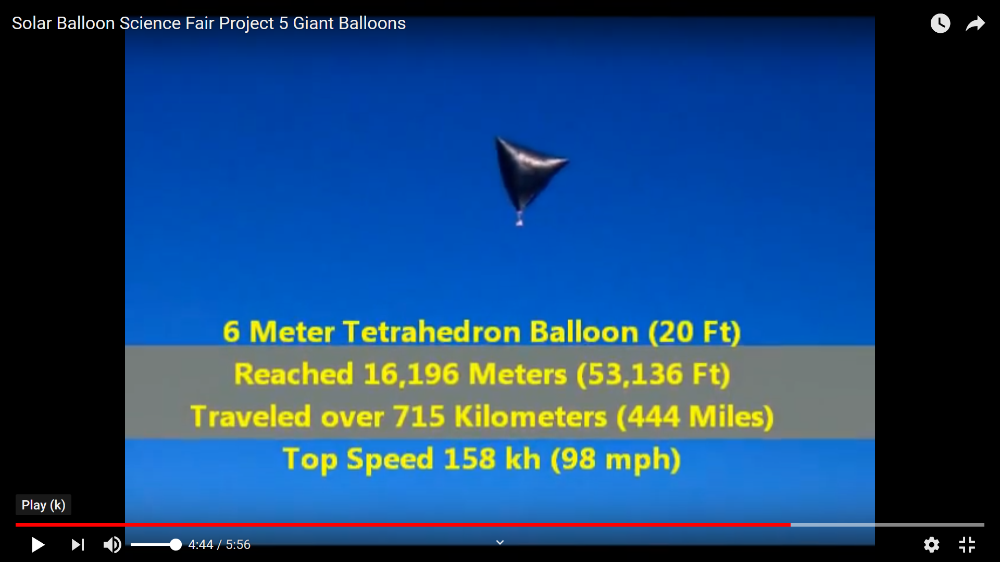 Solar Balloon Science Fair Project 5 Giant Balloons
6 Meter Tetrahedron Balloon (20 Ft)
Reached 16,196 Meters (53,136 Ft)
Traveled over 715 Kilometers (444 Miles)
Top Speed 158 kh (98 mph)
Play (k)
4:44 / 5:56